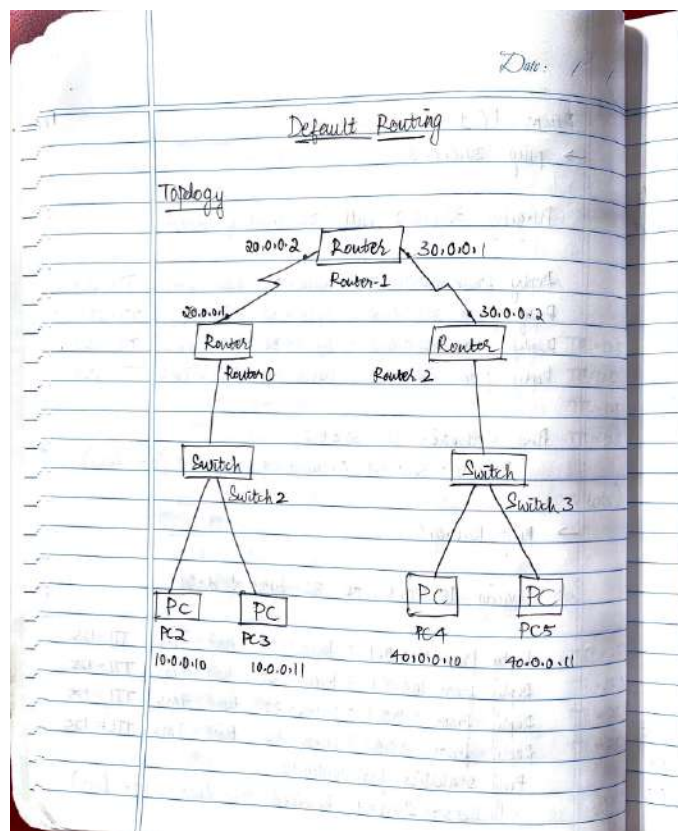 Date: / /
Default Routing
Topology
20.0.0.2
Router
30.0.0.1
Router-1
20.0.0.1
30.0.0.2
Router
Router
Router 0
Router 2
Switch
Switch
Switch 2
Switch 3
PC
PC
PC
PC
PC2
PC3
PC4
PC5
10.0.0.10
10.0.0.11
40.0.0.10
40.0.0.11